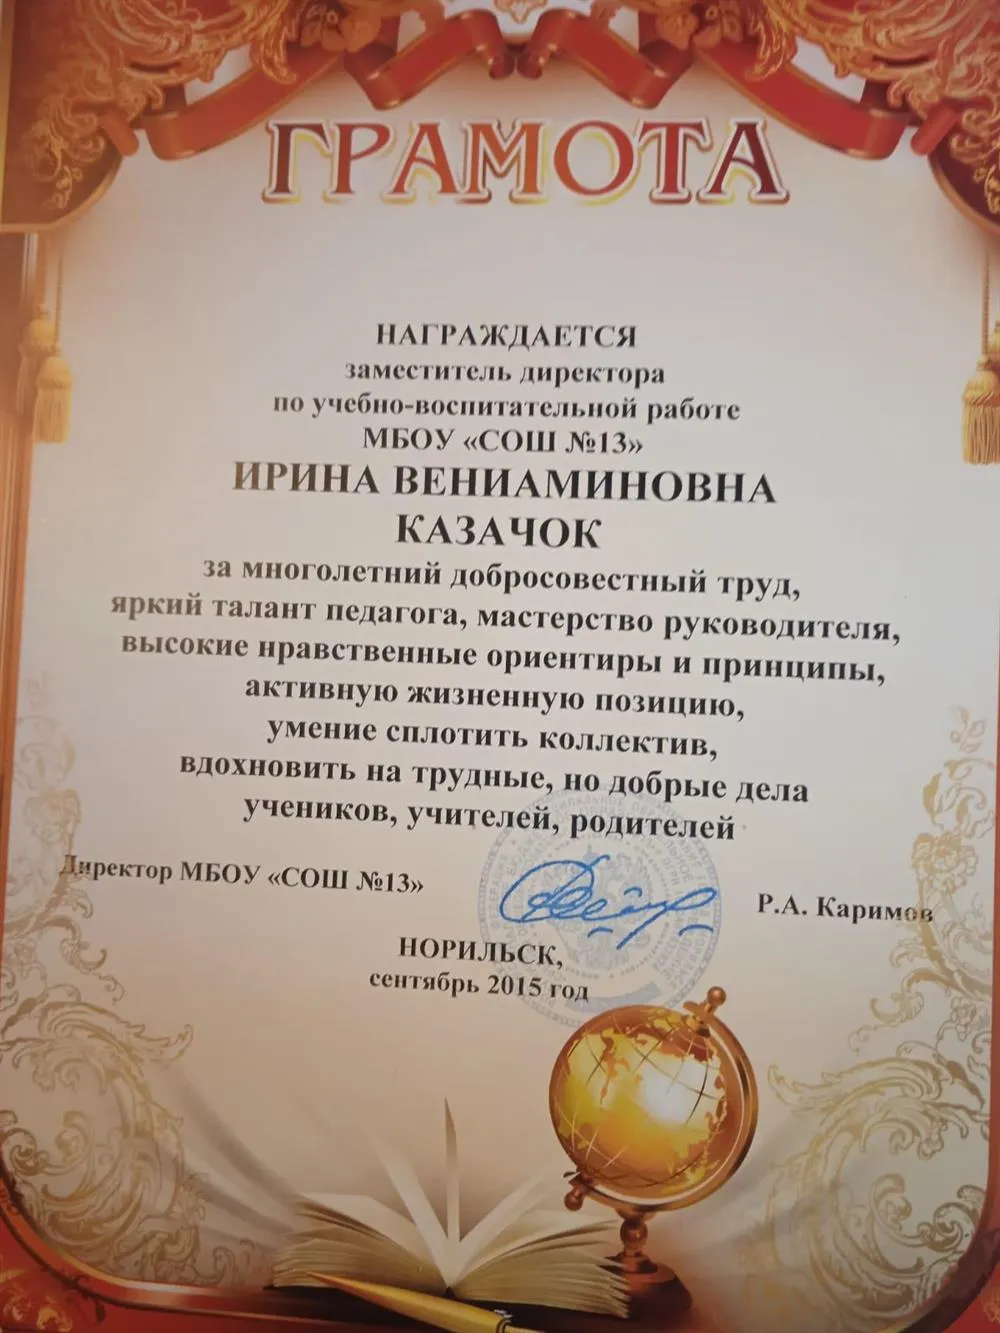 ГРАМОТА
НАГРАЖДАЕТСЯ
заместитель директора
по учебно-воспитательной работе
МБОУ «СОШ №13»
ИРИНА ВЕНИАМИНОВНА
КАЗАЧОК
за многолетний добросовестный труд,
яркий талант педагога, мастерство руководителя,
высокие нравственные ориентиры и принципы,
активную жизненную позицию,
умение сплотить коллектив,
вдохновить на трудные, но добрые дела
учеников, учителей, родителей
Директор МБОУ «СОШ №13» Р.А. Каримов
НОРИЛЬСК,
сентябрь 2015 год